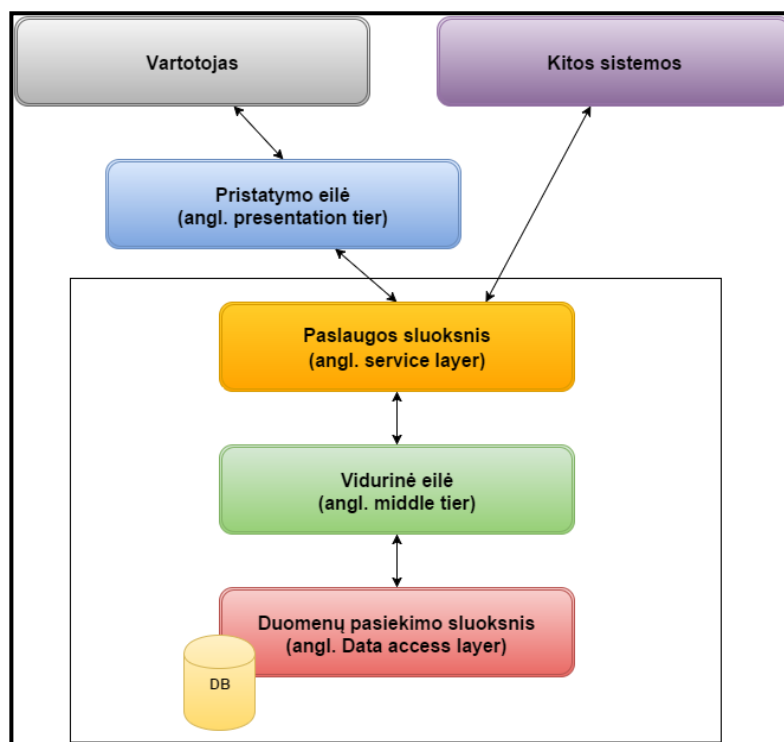 Vartotojas
Kitos sistemos
Pristatymo eilė
(angl. presentation tier)
Paslaugos sluoksnis
(angl. service layer)
Vidurinė eilė
(angl. middle tier)
Duomenų pasiekimo sluoksnis
(angl. Data access layer)
DB